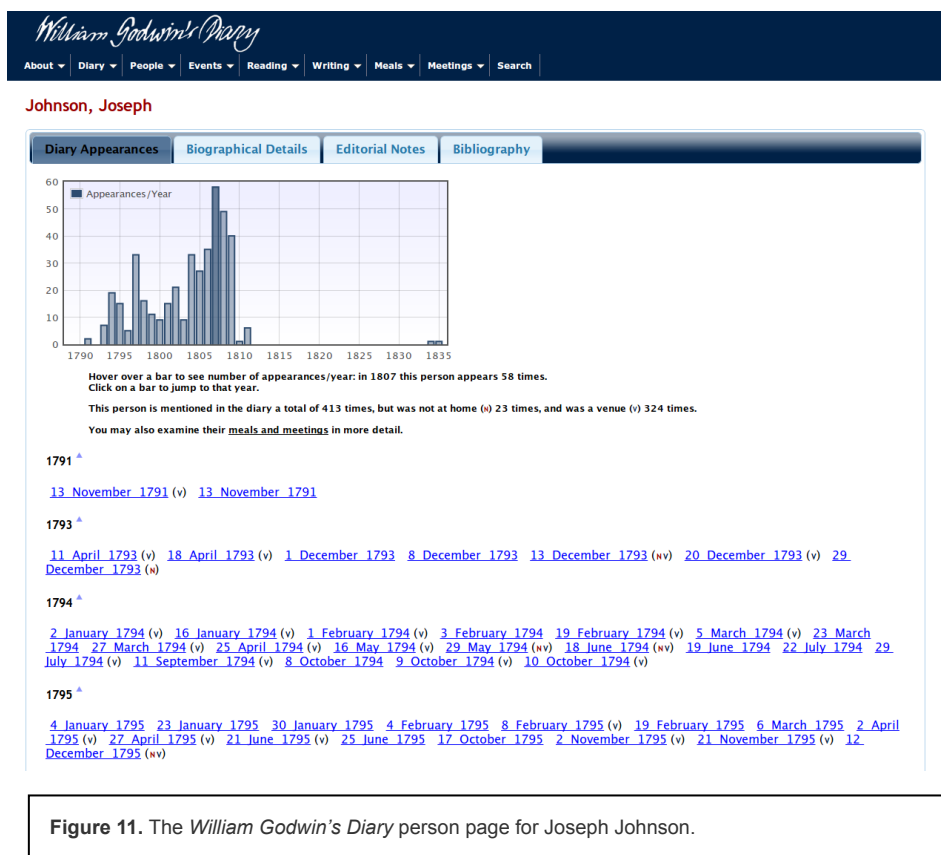 William Godwin's Diary
About Diary People Events Reading Writing Meals Meetings Search
Johnson, Joseph
Diary Appearances Biographical Details Editorial Notes Bibliography
60
Appearances/Year
50
40
30
20
10
0
1790 1795 1800 1805 1810 1815 1820 1825 1830 1835
Hover over a bar to see number of appearances/year: in 1807 this person appears 58 times.
Click on a bar to jump to that year.
This person is mentioned in the diary a total of 413 times, but was not at home (N) 23 times, and was a venue (V) 324 times.
You may also examine their meals and meetings in more detail.
1791
13 November 1791 (V) 13 November 1791
1793
11 April 1793 (V) 18 April 1793 (V) 1 December 1793 8 December 1793 13 December 1793 (NV) 20 December 1793 (V) 29
December 1793 (N)
1794
2 January 1794 (V) 16 January 1794 (V) 1 February 1794 (V) 3 February 1794 19 February 1794 (V) 5 March 1794 (V) 23 March
1794 27 March 1794 (V) 25 April 1794 (V) 16 May 1794 (V) 29 May 1794 (NV) 18 June 1794 (NV) 19 June 1794 22 July 1794 29
July 1794 (V) 11 September 1794 (V) 8 October 1794 9 October 1794 (V) 10 October 1794 (V)
1795
4 January 1795 23 January 1795 30 January 1795 4 February 1795 8 February 1795 (V) 19 February 1795 6 March 1795 2 April
1795 (V) 27 April 1795 (V) 21 June 1795 (V) 25 June 1795 17 October 1795 2 November 1795 (V) 21 November 1795 (V) 12
December 1795 (NV)
Figure 11. The William Godwin's Diary person page for Joseph Johnson.